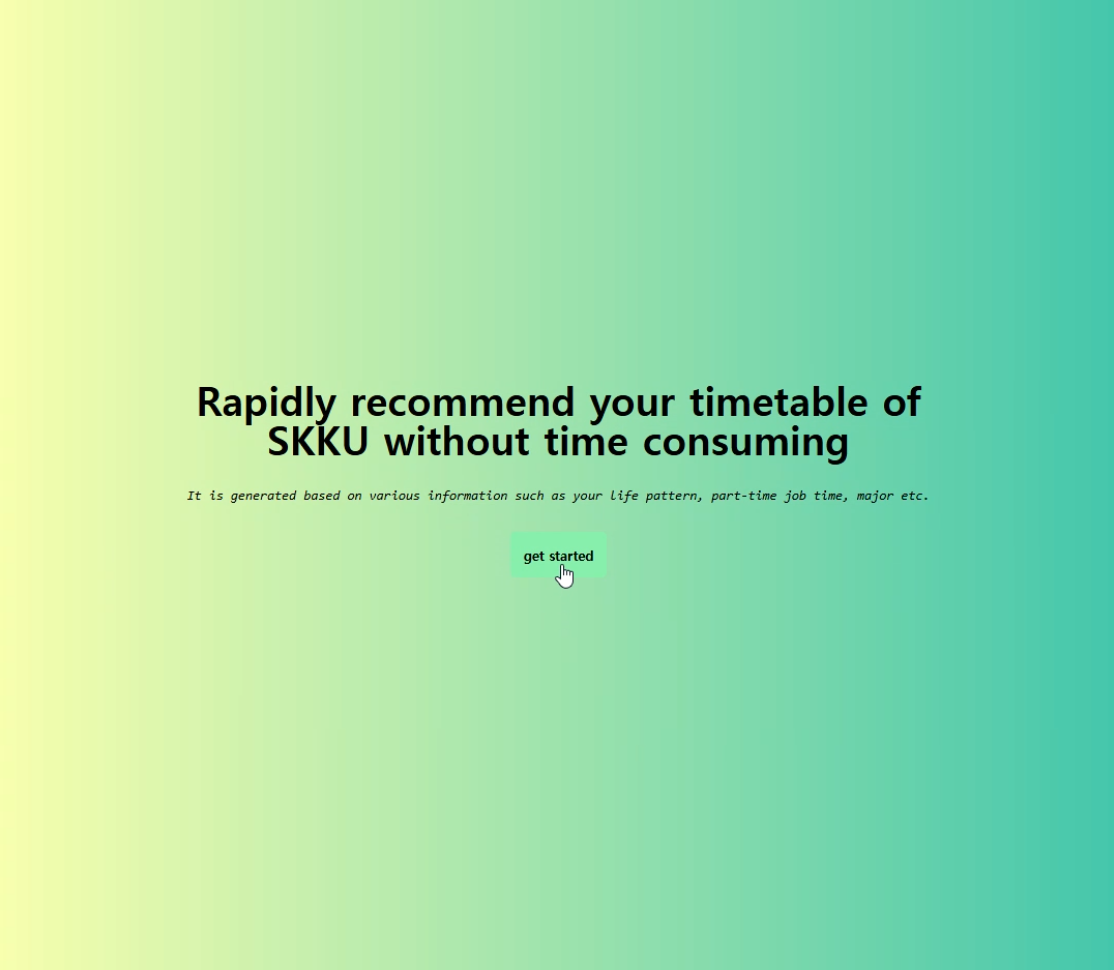 Rapidly recommend your timetable of
SKKU without time consuming
It is generated based on various information such as your life pattern, part-time job time, major etc.
get started